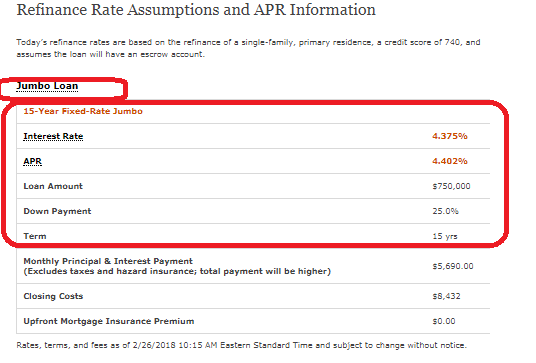 Refinance Rate Assumptions and APR Information
Today's refinance rates are based on the refinance of a single-family, primary residence, a credit score of 740, and
assumes the loan will have an escrow account.
Jumbo Loan
15-Year Fixed-Rate Jumbo
Interest Rate 4.375%
APR 4.402%
Loan Amount $750,000
Down Payment 25.0%
Term 15 yrs
Monthly Principal & Interest Payment
(Excludes taxes and hazard insurance; total payment will be higher) $5,690.00
Closing Costs $8,432
Upfront Mortgage Insurance Premium $0.00
Rates, terms, and fees as of 2/26/2018 10:15 AM Eastern Standard Time and subject to change without notice.